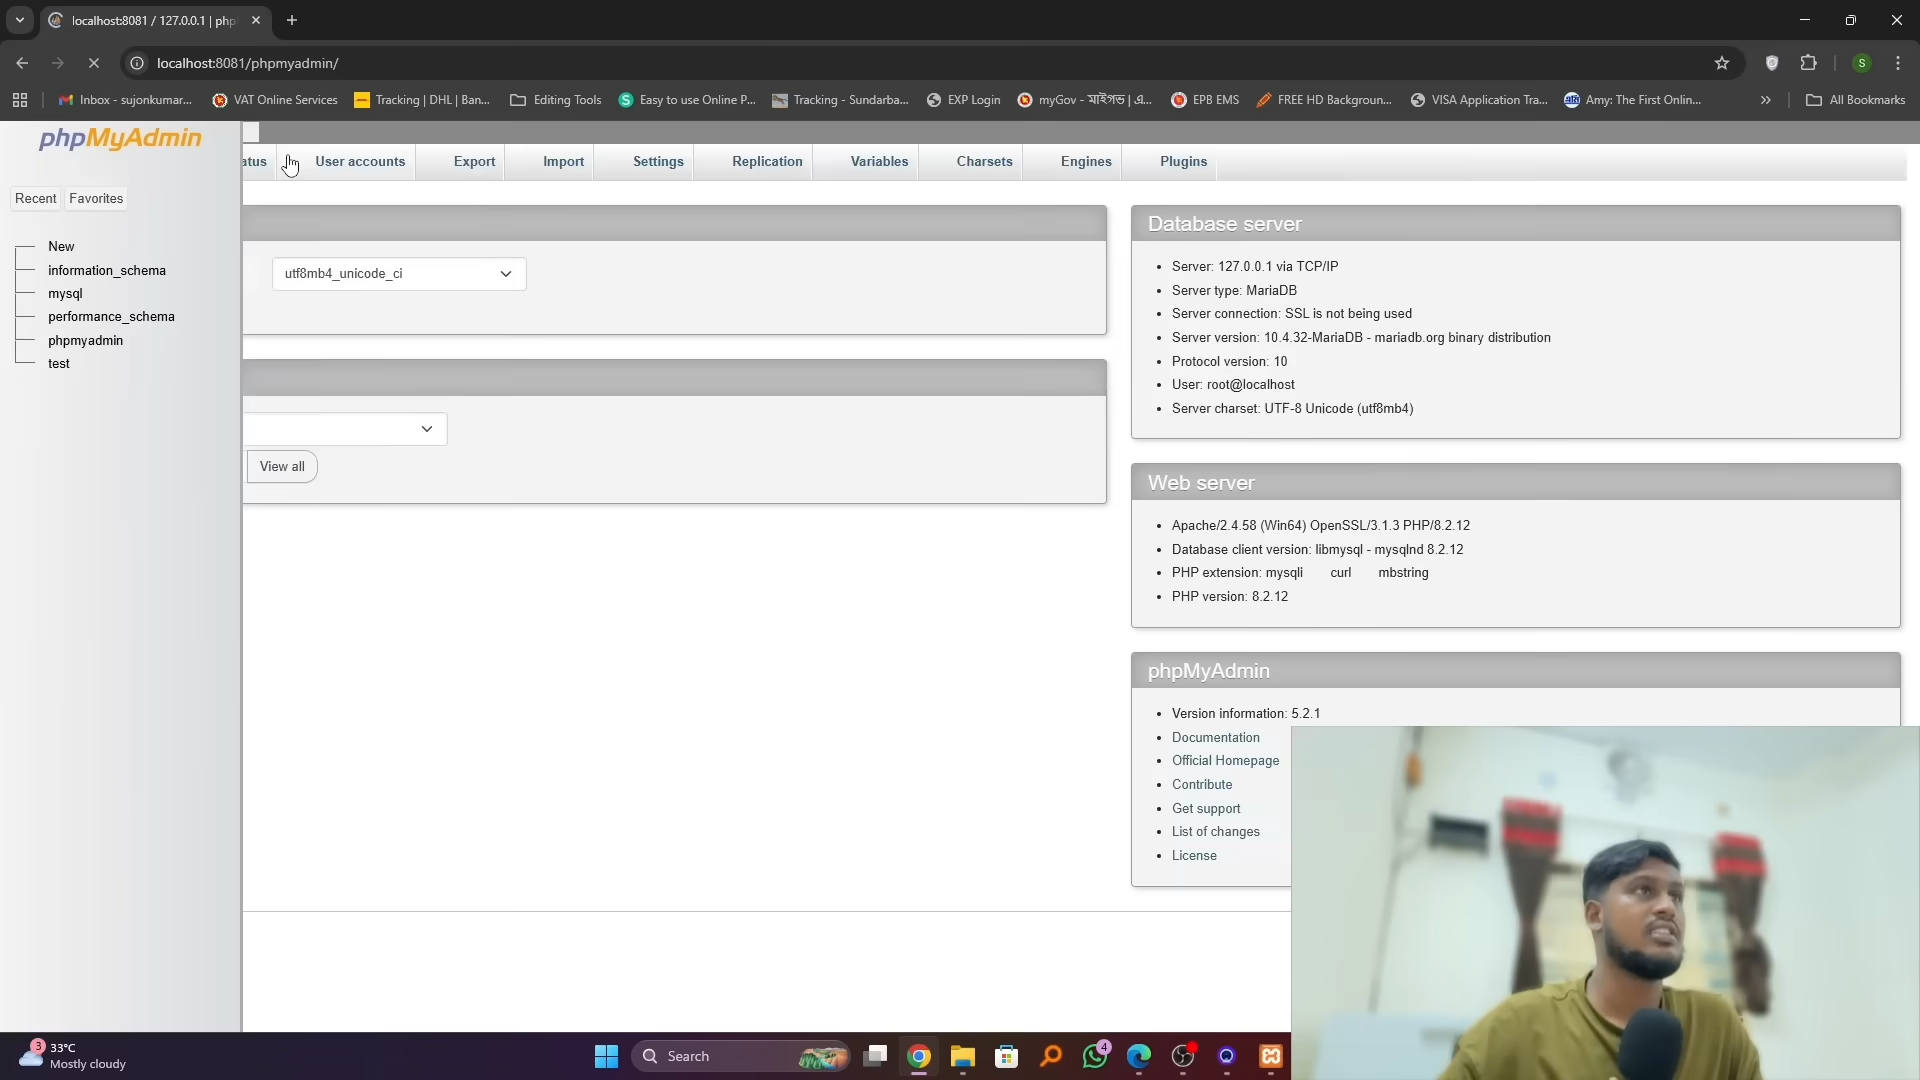 localhost:8081 / 127.0.0.1 | php
localhost:8081/phpmyadmin/
S
Inbox - sujonkumar...
VAT Online Services
Tracking | DHL | Ban...
Editing Tools
Easy to use Online P...
Tracking - Sundarba...
EXP Login
myGov - মাইগভ | এ...
EPB EMS
FREE HD Backgroun...
VISA Application Tra...
Amy: The First Onlin...
All Bookmarks
phpMyAdmin
Recent
Favorites
New
information_schema
mysql
performance_schema
phpmyadmin
test
atus
User accounts
Export
Import
Settings
Replication
Variables
Charsets
Engines
Plugins
utf8mb4_unicode_ci
View all
Database server
Server: 127.0.0.1 via TCP/IP
Server type: MariaDB
Server connection: SSL is not being used
Server version: 10.4.32-MariaDB - mariadb.org binary distribution
Protocol version: 10
User: root@localhost
Server charset: UTF-8 Unicode (utf8mb4)
Web server
Apache/2.4.58 (Win64) OpenSSL/3.1.3 PHP/8.2.12
Database client version: libmysql - mysqlnd 8.2.12
PHP extension: mysqli curl mbstring
PHP version: 8.2.12
phpMyAdmin
Version information: 5.2.1
Documentation
Official Homepage
Contribute
Get support
List of changes
License
3
33°C
Mostly cloudy
Search
4